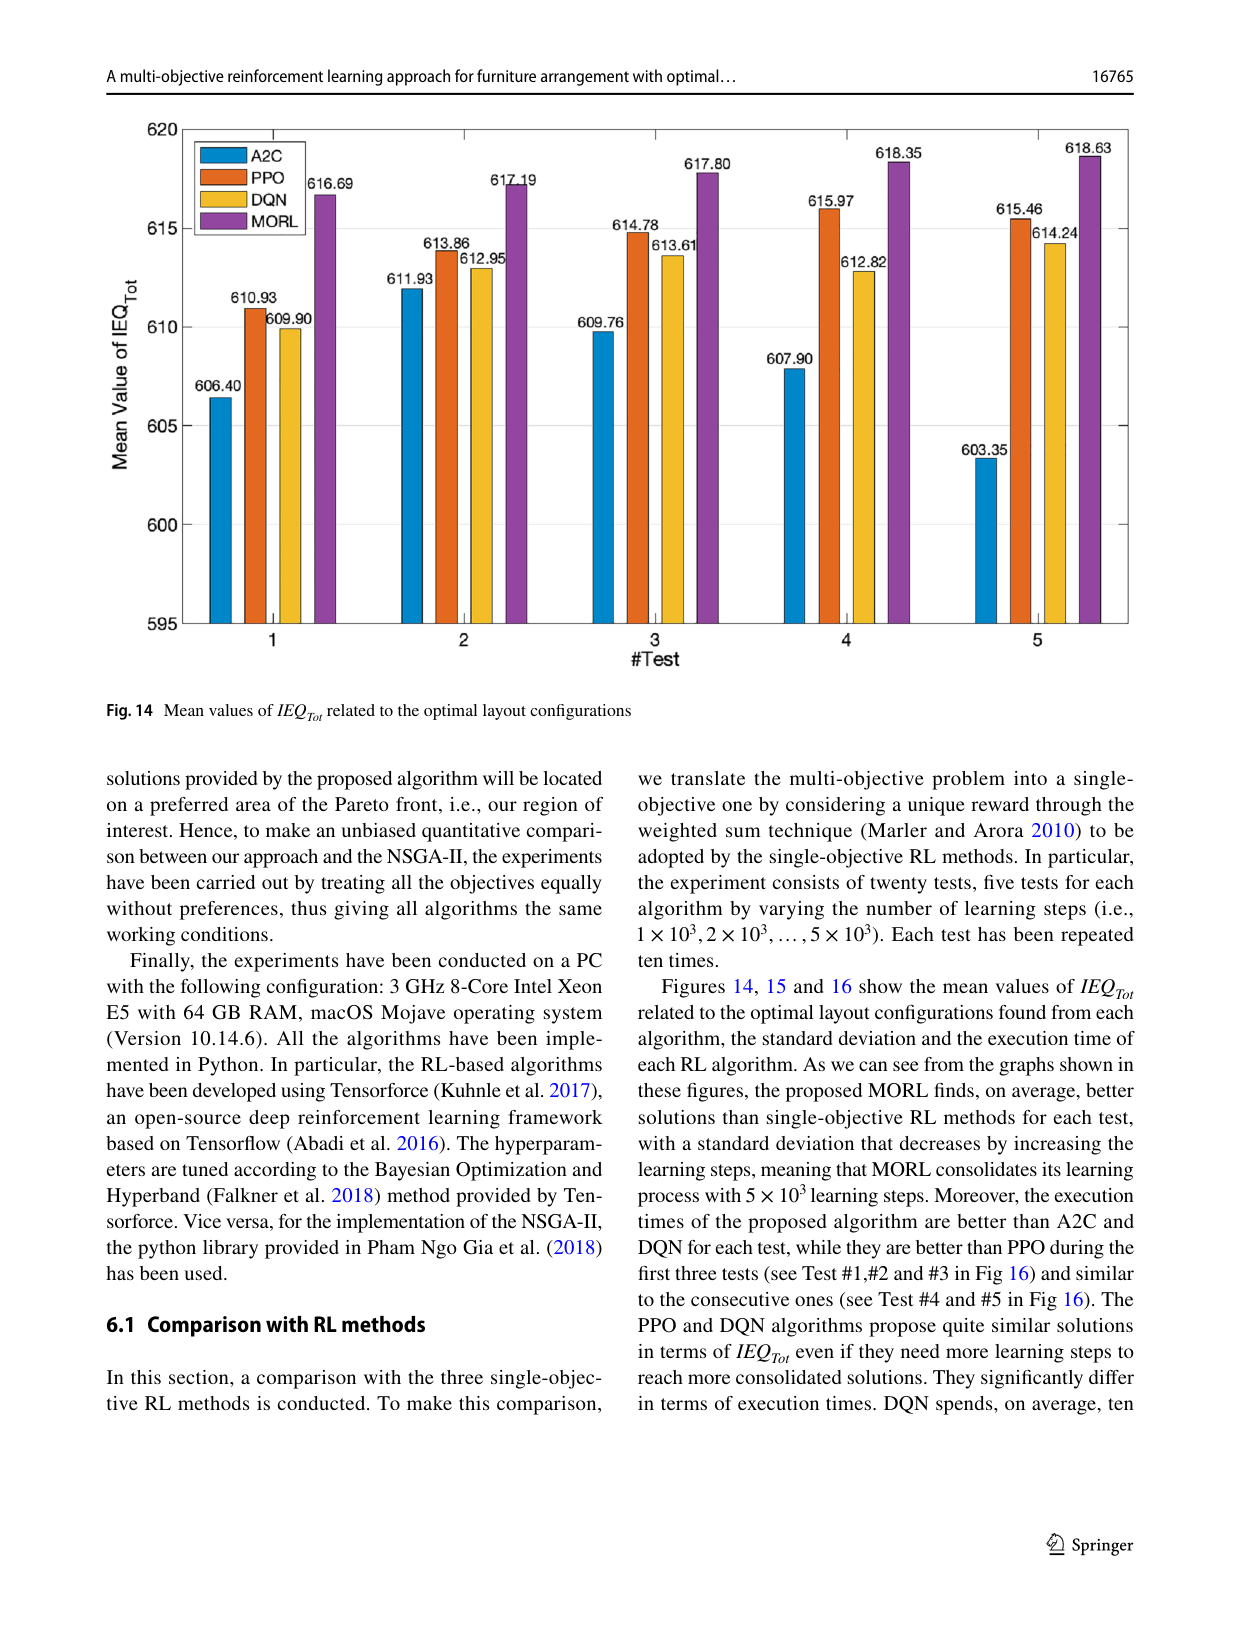 A multi-objective reinforcement learning approach for furniture arrangement with optimal…
16765
620
615
610
605
600
595
Mean Value of IEQTot
A2C
PPO
DQN
MORL
606.40
610.93
609.90
616.69
611.93
613.86
612.95
617.19
609.76
614.78
613.61
617.80
607.90
615.97
612.82
618.35
603.35
615.46
614.24
618.63
1
2
3
4
5
#Test
Fig. 14 Mean values of IEQTot related to the optimal layout configurations
solutions provided by the proposed algorithm will be located
on a preferred area of the Pareto front, i.e., our region of
interest. Hence, to make an unbiased quantitative compari-
son between our approach and the NSGA-II, the experiments
have been carried out by treating all the objectives equally
without preferences, thus giving all algorithms the same
working conditions.
Finally, the experiments have been conducted on a PC
with the following configuration: 3 GHz 8-Core Intel Xeon
E5 with 64 GB RAM, macOS Mojave operating system
(Version 10.14.6). All the algorithms have been imple-
mented in Python. In particular, the RL-based algorithms
have been developed using Tensorforce (Kuhnle et al. 2017),
an open-source deep reinforcement learning framework
based on Tensorflow (Abadi et al. 2016). The hyperparam-
eters are tuned according to the Bayesian Optimization and
Hyperband (Falkner et al. 2018) method provided by Ten-
sorforce. Vice versa, for the implementation of the NSGA-II,
the python library provided in Pham Ngo Gia et al. (2018)
has been used.
6.1 Comparison with RL methods
In this section, a comparison with the three single-objec-
tive RL methods is conducted. To make this comparison,
we translate the multi-objective problem into a single-
objective one by considering a unique reward through the
weighted sum technique (Marler and Arora 2010) to be
adopted by the single-objective RL methods. In particular,
the experiment consists of twenty tests, five tests for each
algorithm by varying the number of learning steps (i.e.,
1 × 10³, 2 × 10³, … , 5 × 10³). Each test has been repeated
ten times.
Figures 14, 15 and 16 show the mean values of IEQTot
related to the optimal layout configurations found from each
algorithm, the standard deviation and the execution time of
each RL algorithm. As we can see from the graphs shown in
these figures, the proposed MORL finds, on average, better
solutions than single-objective RL methods for each test,
with a standard deviation that decreases by increasing the
learning steps, meaning that MORL consolidates its learning
process with 5 × 10³ learning steps. Moreover, the execution
times of the proposed algorithm are better than A2C and
DQN for each test, while they are better than PPO during the
first three tests (see Test #1,#2 and #3 in Fig 16) and similar
to the consecutive ones (see Test #4 and #5 in Fig 16). The
PPO and DQN algorithms propose quite similar solutions
in terms of IEQTot even if they need more learning steps to
reach more consolidated solutions. They significantly differ
in terms of execution times. DQN spends, on average, ten
Springer